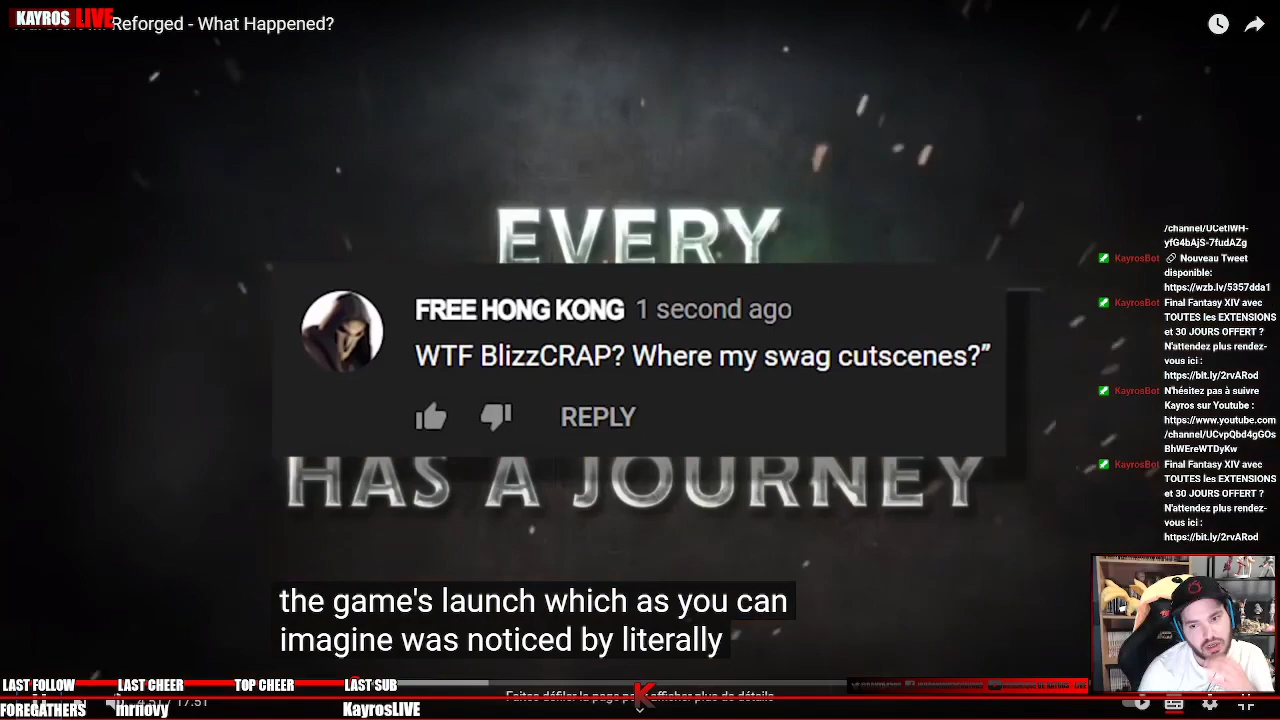 KAYROS LIVE
Reforged - What Happened?
EVERY
FREE HONG KONG 1 second ago
WTF BlizzCRAP? Where my swag cutscenes?”
REPLY
HAS A JOURNEY
the game's launch which as you can
imagine was noticed by literally
/channel/UCetIWH-
yfG4bAjS-7fudAZg
KayrosBot Nouveau Tweet
disponible:
https://wzb.lv/5357dda1
KayrosBot Final Fantasy XIV avec
TOUTES les EXTENSIONS
et 30 JOURS OFFERT ?
N'attendez plus rendez-
vous ici :
https://bit.ly/2rvARod
KayrosBot N'hésitez pas à suivre
Kayros sur Youtube :
https://www.youtube.com
/channel/UCvpQbd4gGOs
BhWEreWTDyKw
KayrosBot Final Fantasy XIV avec
TOUTES les EXTENSIONS
et 30 JOURS OFFERT ?
N'attendez plus rendez-
vous ici :
https://bit.ly/2rvARod
LAST FOLLOW LAST CHEER TOP CHEER LAST SUB
K
FOREGATHERS mrnovy KayrosLIVE